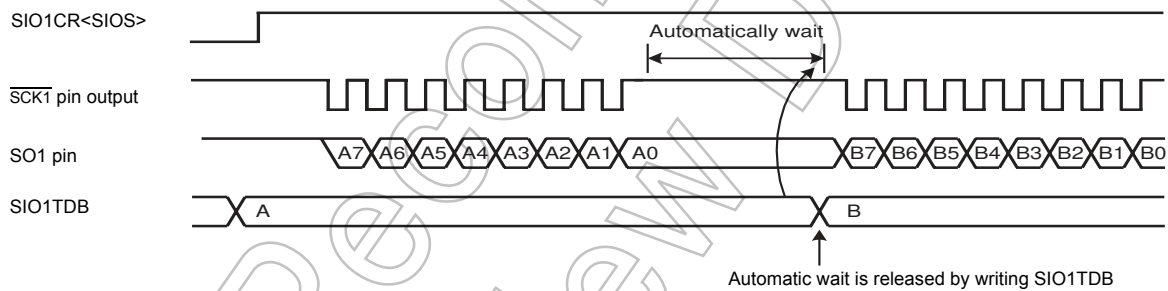 SIO1CR<SIOS>
Automatically wait
SCK1 pin output
SO1 pin
A7 A6 A5 A4 A3 A2 A1 A0 B7 B6 B5 B4 B3 B2 B1 B0
SIO1TDB
A B
Automatic wait is released by writing SIO1TDB